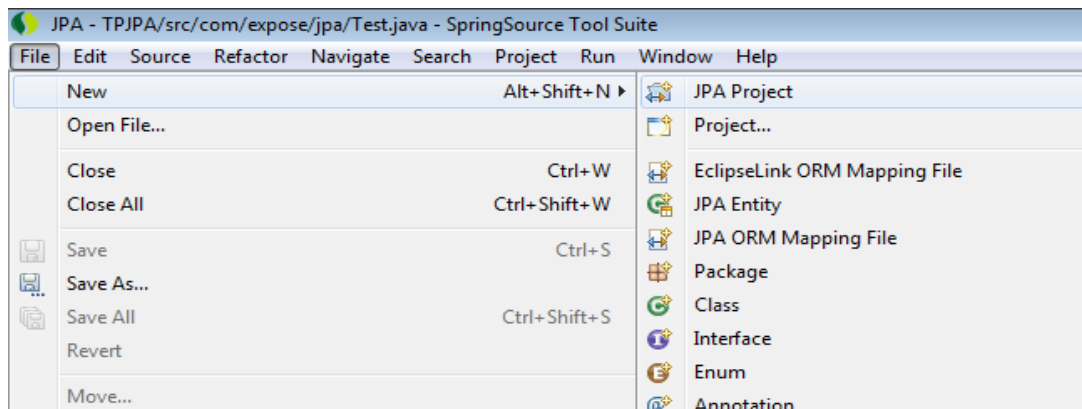 JPA - TPJPA/src/com/expose/jpa/Test.java - SpringSource Tool Suite
File Edit Source Refactor Navigate Search Project Run Window Help
New Alt+Shift+N
Open File...
Close Ctrl+W
Close All Ctrl+Shift+W
Save Ctrl+S
Save As...
Save All Ctrl+Shift+S
Revert
Move...
JPA Project
Project...
EclipseLink ORM Mapping File
JPA Entity
JPA ORM Mapping File
Package
Class
Interface
Enum
Annotation